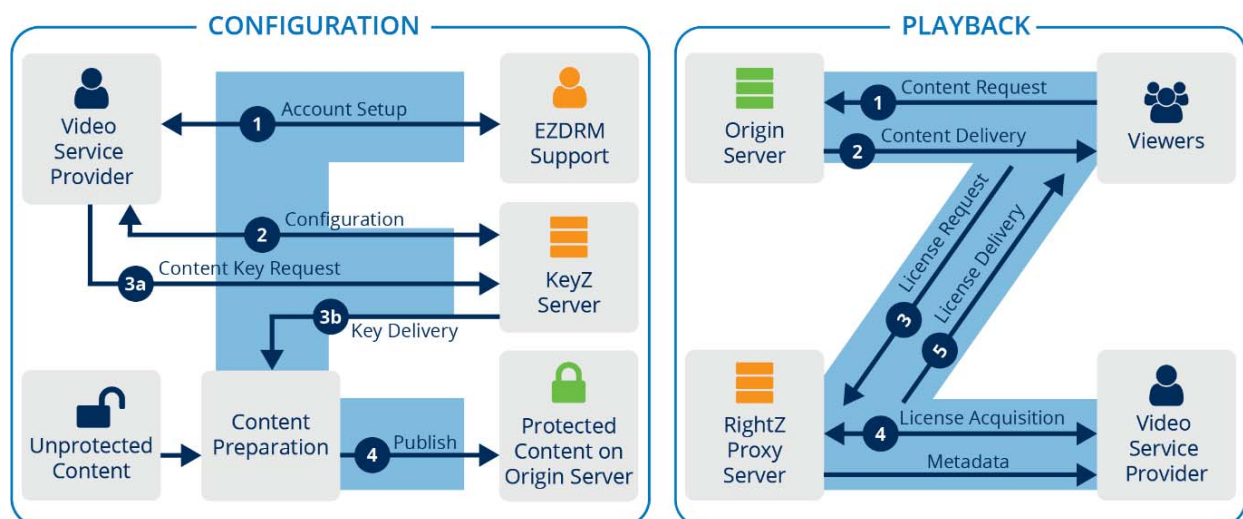 CONFIGURATION
Video
Service
Provider
1
Account Setup
EZDRM
Support
2
Configuration
3a
Content Key Request
KeyZ
Server
3b
Key Delivery
Unprotected
Content
Content
Preparation
4
Publish
Protected
Content on
Origin Server
PLAYBACK
Origin
Server
1
Content Request
2
Content Delivery
Viewers
3
License Request
5
License Delivery
RightZ
Proxy
Server
4
License Acquisition
Metadata
Video
Service
Provider